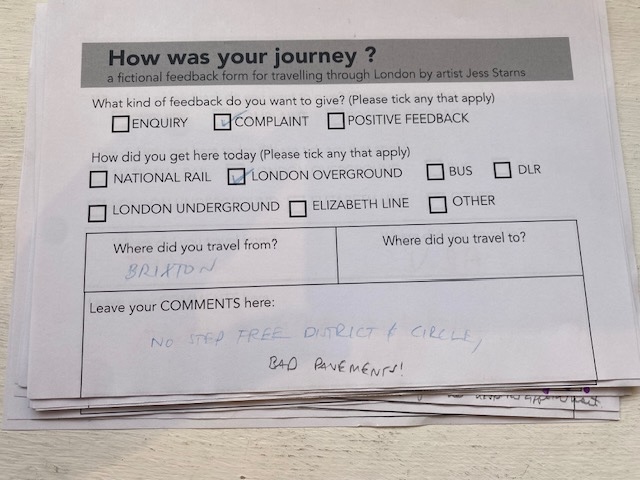 How was your journey ?
a fictional feedback form for travelling through London by artist Jess Starns
What kind of feedback do you want to give? (Please tick any that apply)
ENQUIRY COMPLAINT POSITIVE FEEDBACK
How did you get here today (Please tick any that apply)
NATIONAL RAIL LONDON OVERGROUND BUS DLR
LONDON UNDERGROUND ELIZABETH LINE OTHER
Where did you travel from? Where did you travel to?
BRIXTON
Leave your COMMENTS here:
NO STEP FREE DISTRICT & CIRCLE,
BAD PAVEMENTS!